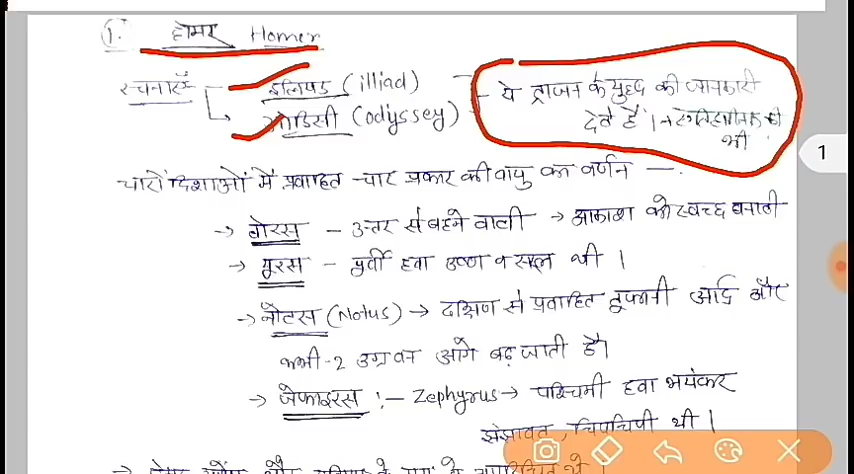 1. होमर Homer
रचनाएँ → इलियड (illiad)
→ ओडिसी (odyssey)
ये ट्रोजन के युद्ध की जानकारी
देते हैं।
भी
चारों दिशाओं में प्रवाहित चार प्रकार की वायु का वर्णन —.
→ बोरस – उत्तर से बहने वाली → आकाश को स्वच्छ बनाती
→ यूरस – पूर्वी हवा उष्ण व सरल थी।
→ नोटस (Notus) → दक्षिण से प्रवाहित तूफानी आर्द्र और
कभी-2 उग्र बन आगे बढ़ जाती है।
→ जेफाइरस :- Zephyrus → पश्चिमी हवा भयंकर
झंझावत, चिपचिपी थी।
1